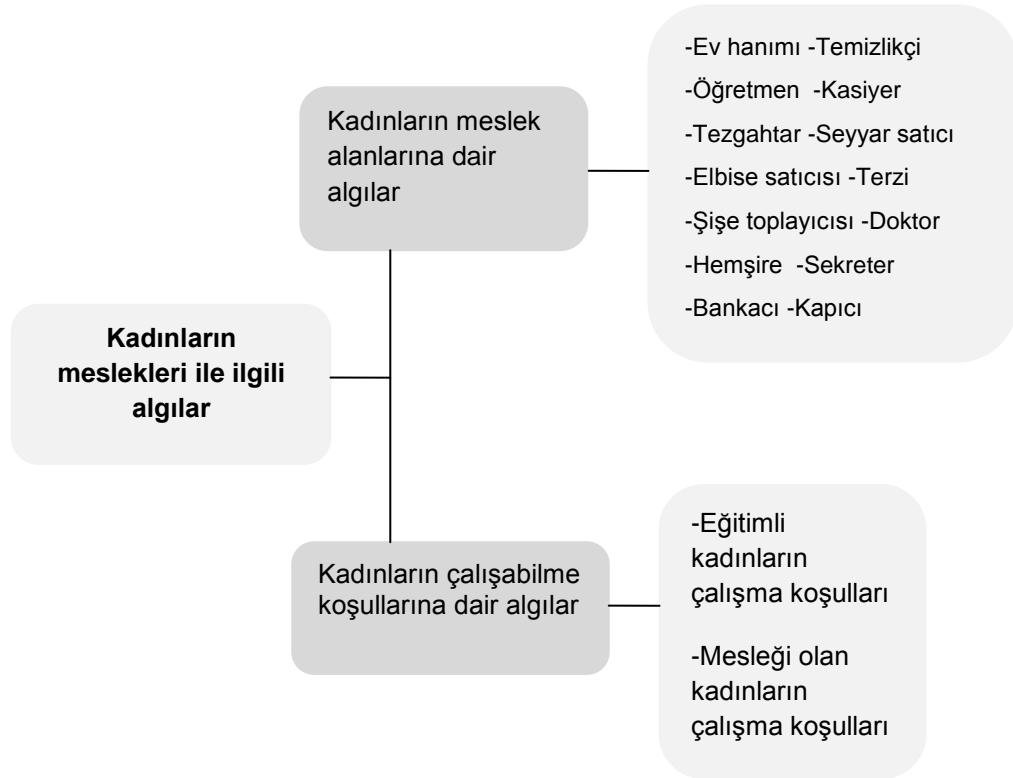 Kadınların
meslekleri ile ilgili
algılar
Kadınların meslek
alanlarına dair
algılar
-Ev hanımı -Temizlikçi
-Öğretmen -Kasiyer
-Tezgahtar -Seyyar satıcı
-Elbise satıcısı -Terzi
-Şişe toplayıcısı -Doktor
-Hemşire -Sekreter
-Bankacı -Kapıcı
Kadınların çalışabilme
koşullarına dair algılar
-Eğitimli
kadınların
çalışma koşulları
-Mesleği olan
kadınların
çalışma koşulları